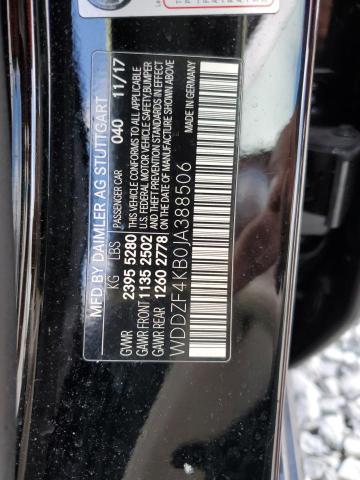 MFD BY DAIMLER AG STUTTGART
KG LBS PASSENGER CAR 040 11/17
GVWR 2395 5280 THIS VEHICLE CONFORMS TO ALL APPLICABLE
GAWR FRONT 1135 2502 U.S. FEDERAL MOTOR VEHICLE SAFETY, BUMPER
GAWR REAR 1260 2778 AND THEFT PREVENTION STANDARDS IN EFFECT
ON THE DATE OF MANUFACTURE SHOWN ABOVE.
WDDZF4KB0JA388506 MADE IN GERMANY